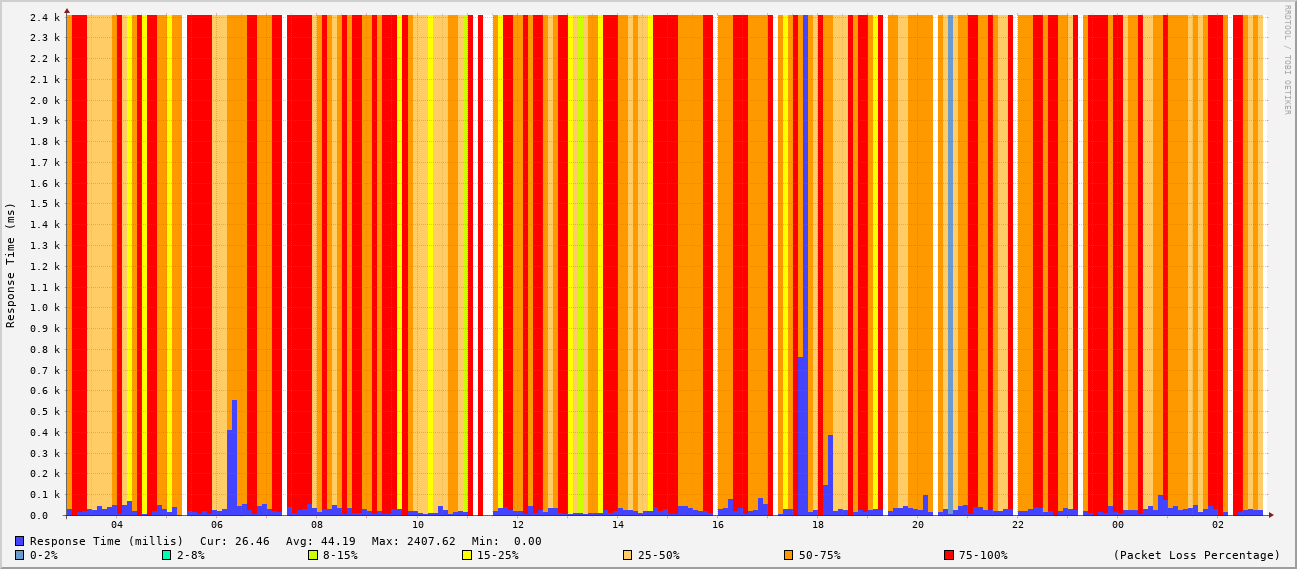 2.4 k
2.3 k
2.2 k
2.1 k
2.0 k
1.9 k
1.8 k
1.7 k
1.6 k
1.5 k
1.4 k
1.3 k
1.2 k
1.1 k
1.0 k
0.9 k
0.8 k
0.7 k
0.6 k
0.5 k
0.4 k
0.3 k
0.2 k
0.1 k
0.0
Response Time (ms)
RRDTOOL / TOBI OETIKER
04 06 08 10 12 14 16 18 20 22 00 02
Response Time (millis) Cur: 26.46 Avg: 44.19 Max: 2407.62 Min: 0.00
0-2% 2-8% 8-15% 15-25% 25-50% 50-75% 75-100% (Packet Loss Percentage)